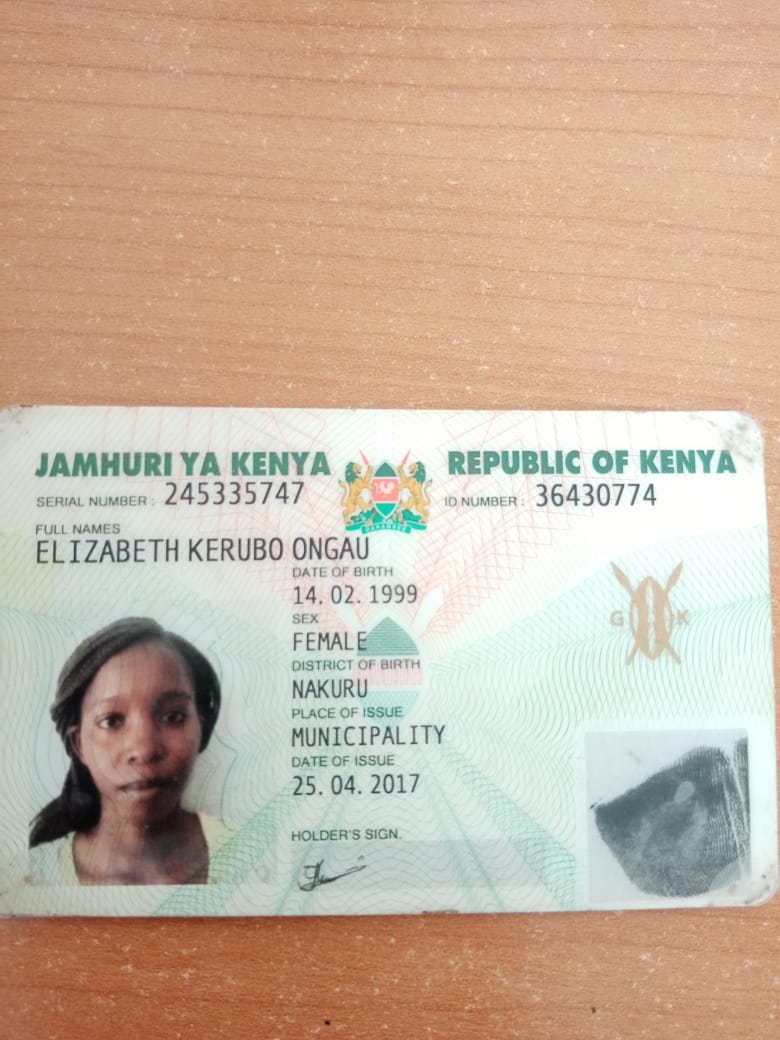 JAMHURI YA KENYA REPUBLIC OF KENYA
SERIAL NUMBER : 245335747 ID NUMBER : 36430774
FULL NAMES
ELIZABETH KERUBO ONGAU
DATE OF BIRTH
14. 02. 1999
SEX
FEMALE
G K
DISTRICT OF BIRTH
NAKURU
PLACE OF ISSUE
MUNICIPALITY
DATE OF ISSUE
25. 04. 2017
HOLDER'S SIGN.